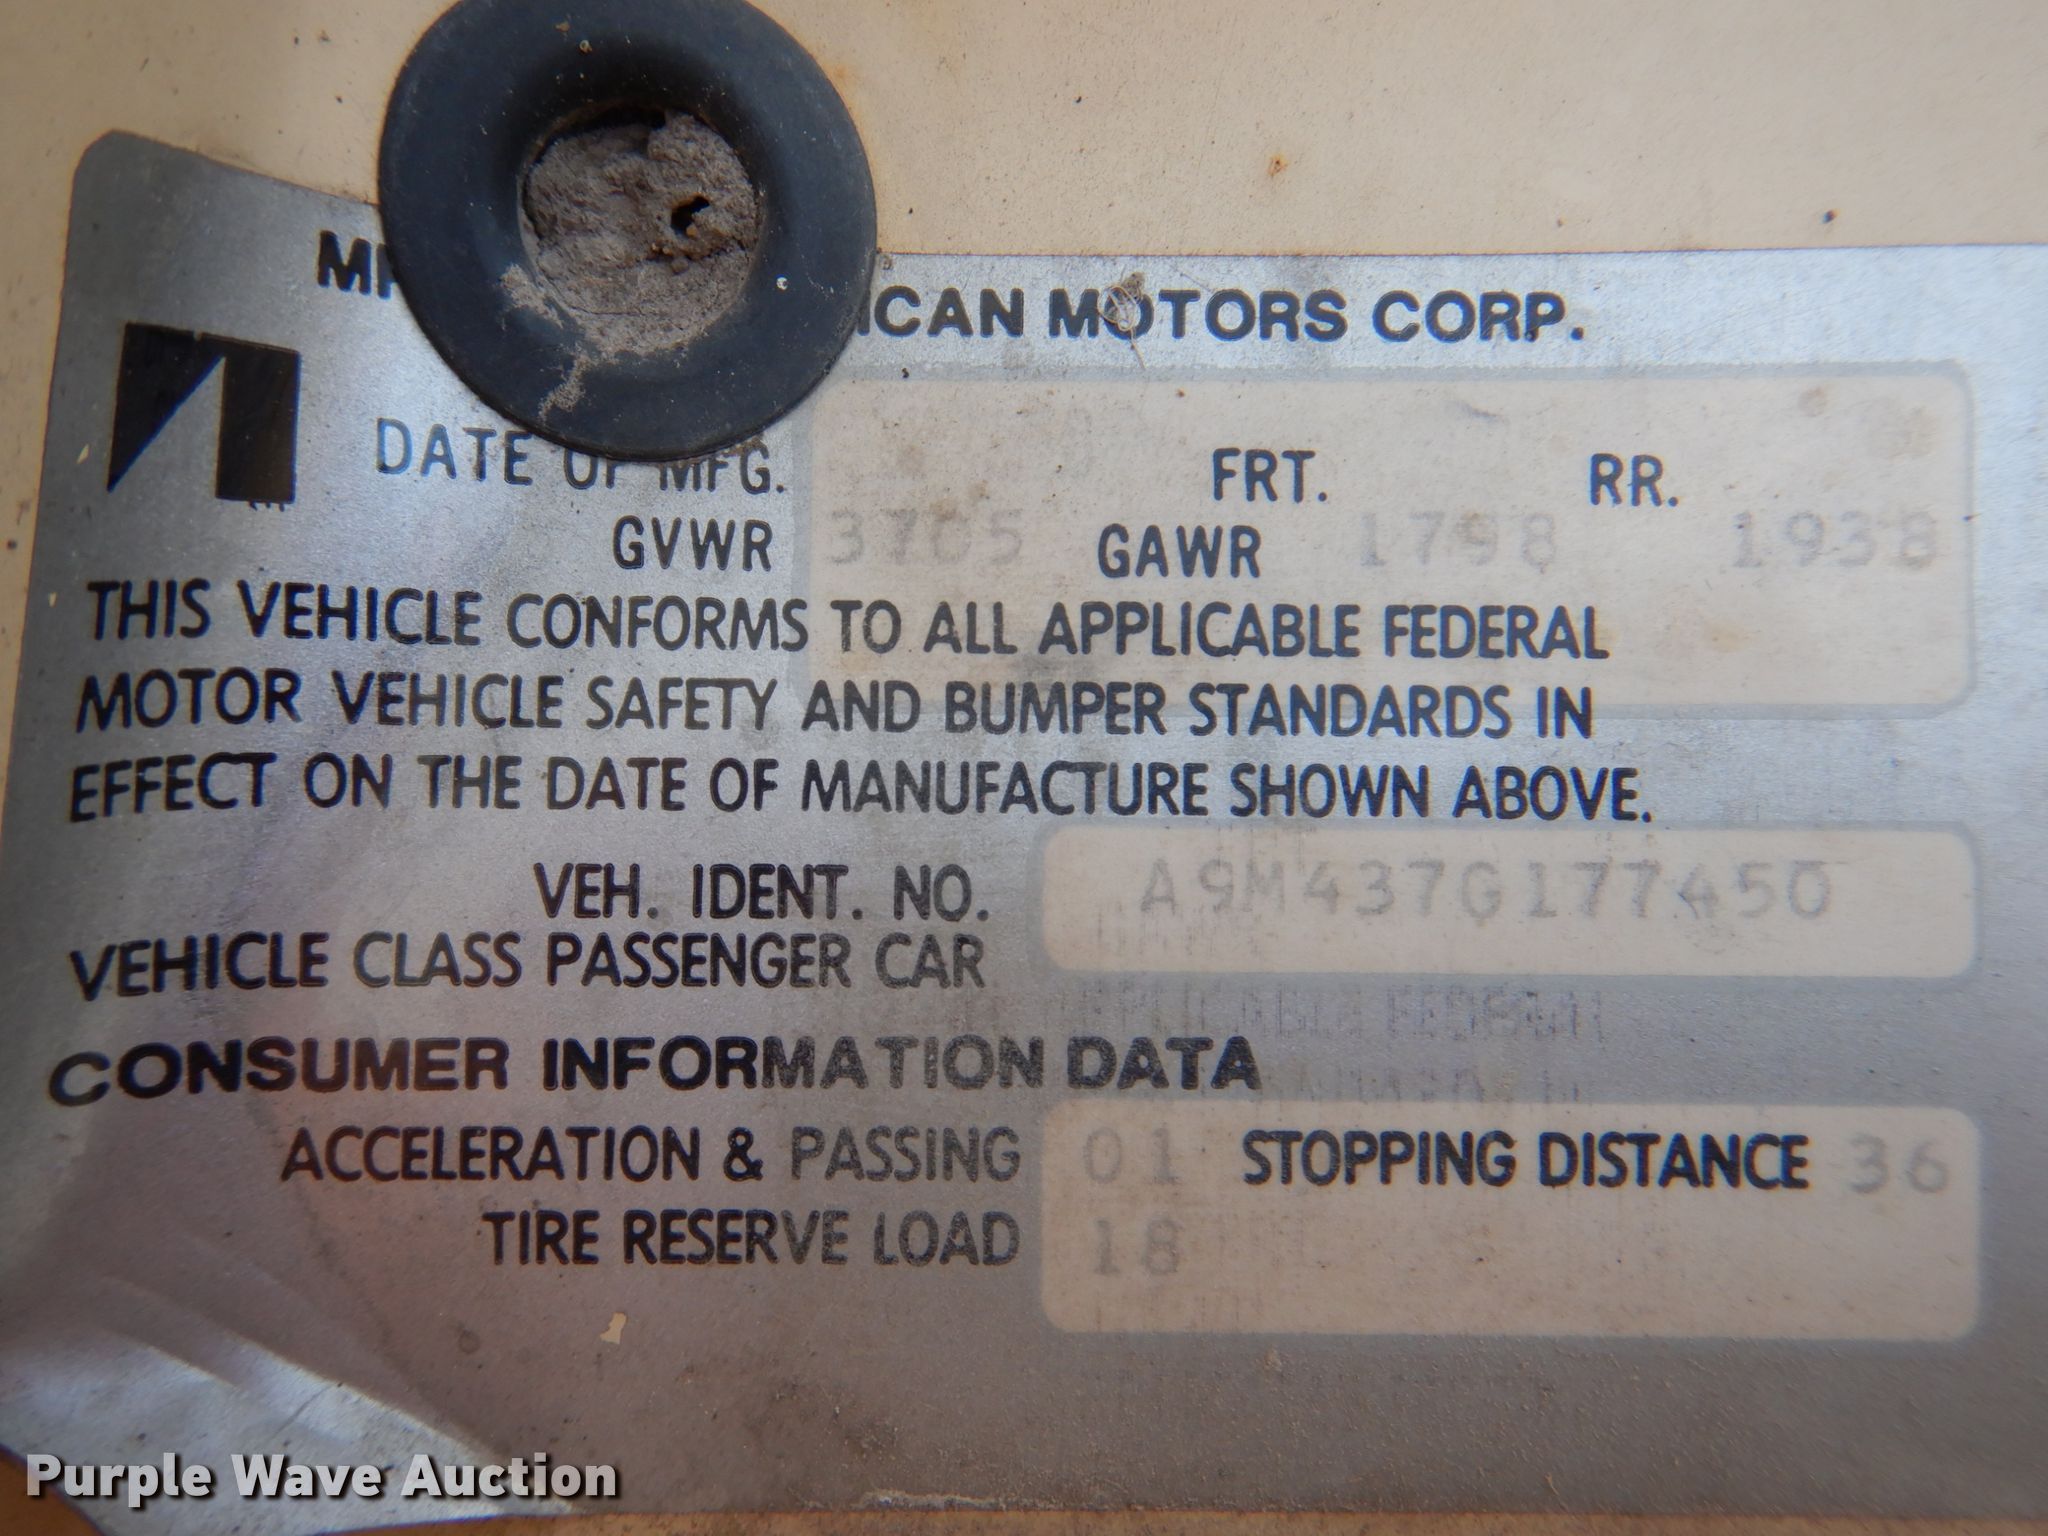 ICAN MOTORS CORP.
DATE OF MFG.
FRT. RR.
GVWR 3705 GAWR 1798 1938
THIS VEHICLE CONFORMS TO ALL APPLICABLE FEDERAL
MOTOR VEHICLE SAFETY AND BUMPER STANDARDS IN
EFFECT ON THE DATE OF MANUFACTURE SHOWN ABOVE.
VEH. IDENT. NO. A9M437G177450
VEHICLE CLASS PASSENGER CAR
CONSUMER INFORMATION DATA
ACCELERATION & PASSING 01 STOPPING DISTANCE 36
TIRE RESERVE LOAD 18
Purple Wave Auction